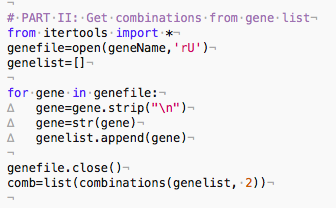 ¬
#·PART·II:·Get·combinations·from·gene·list¬
from·itertools·import·*¬
genefile=open(geneName,'rU')¬
genelist=[]¬
¬
for·gene·in·genefile:¬
∆ gene=gene.strip("\n")¬
∆ gene=str(gene)¬
∆ genelist.append(gene)¬
¬
genefile.close()¬
comb=list(combinations(genelist,·2))¬
¬